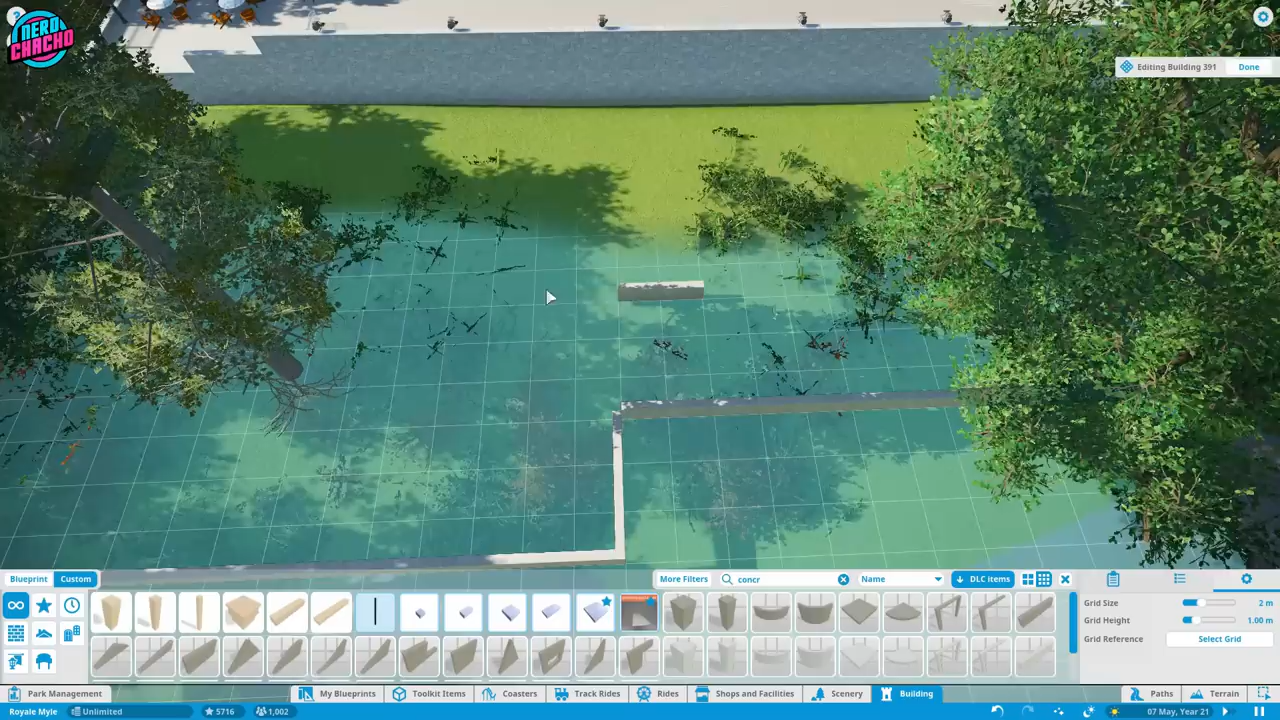 ?
NERD
CHACHO
Editing Building 391 Done
Blueprint Custom More Filters concr Name DLC items
Grid Size 2 m
Grid Height 1.00 m
Grid Reference Select Grid
Park Management My Blueprints Toolkit Items Coasters Track Rides Rides Shops and Facilities Scenery Building Paths Terrain
Royale Myle Unlimited 5716 1,002 07 May, Year 21